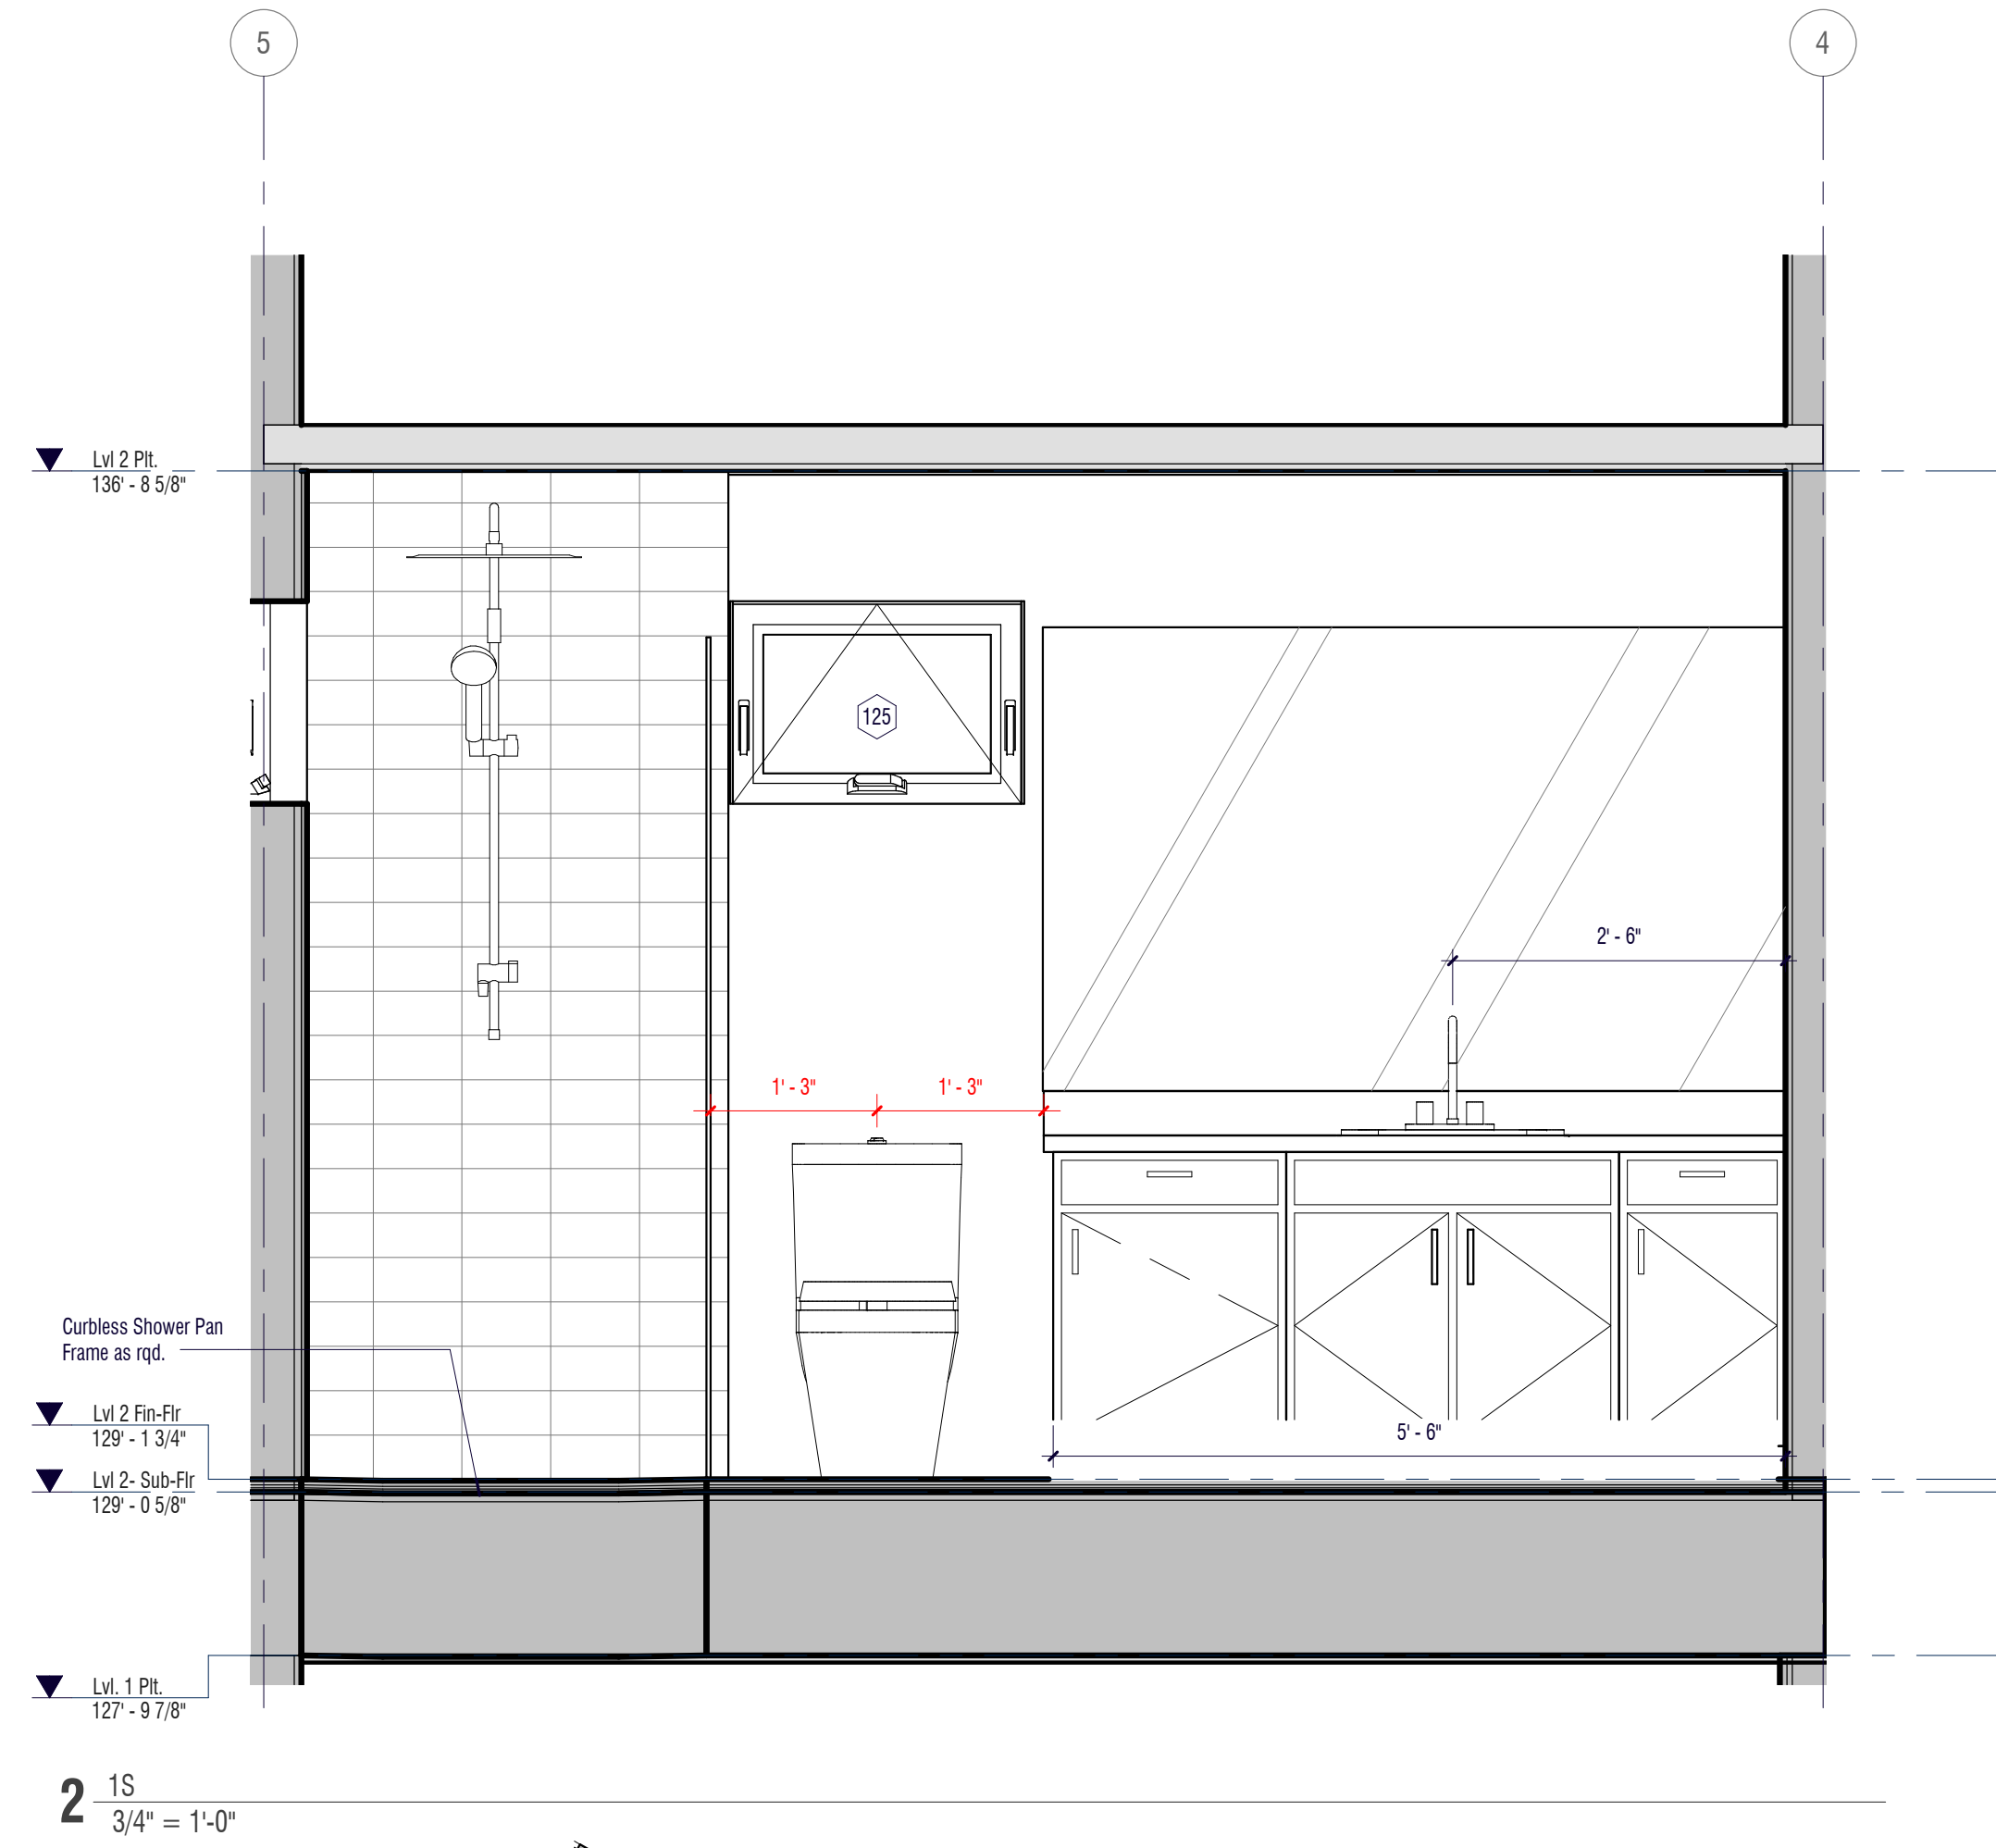 5
4
Lvl 2 Plt.
136' - 8 5/8"
125
2' - 6"
1' - 3"
1' - 3"
Curbless Shower Pan
Frame as rqd.
Lvl 2 Fin-Flr
129' - 1 3/4"
5' - 6"
Lvl 2- Sub-Flr
129' - 0 5/8"
Lvl. 1 Plt.
127' - 9 7/8"
2
1S
3/4" = 1'-0"